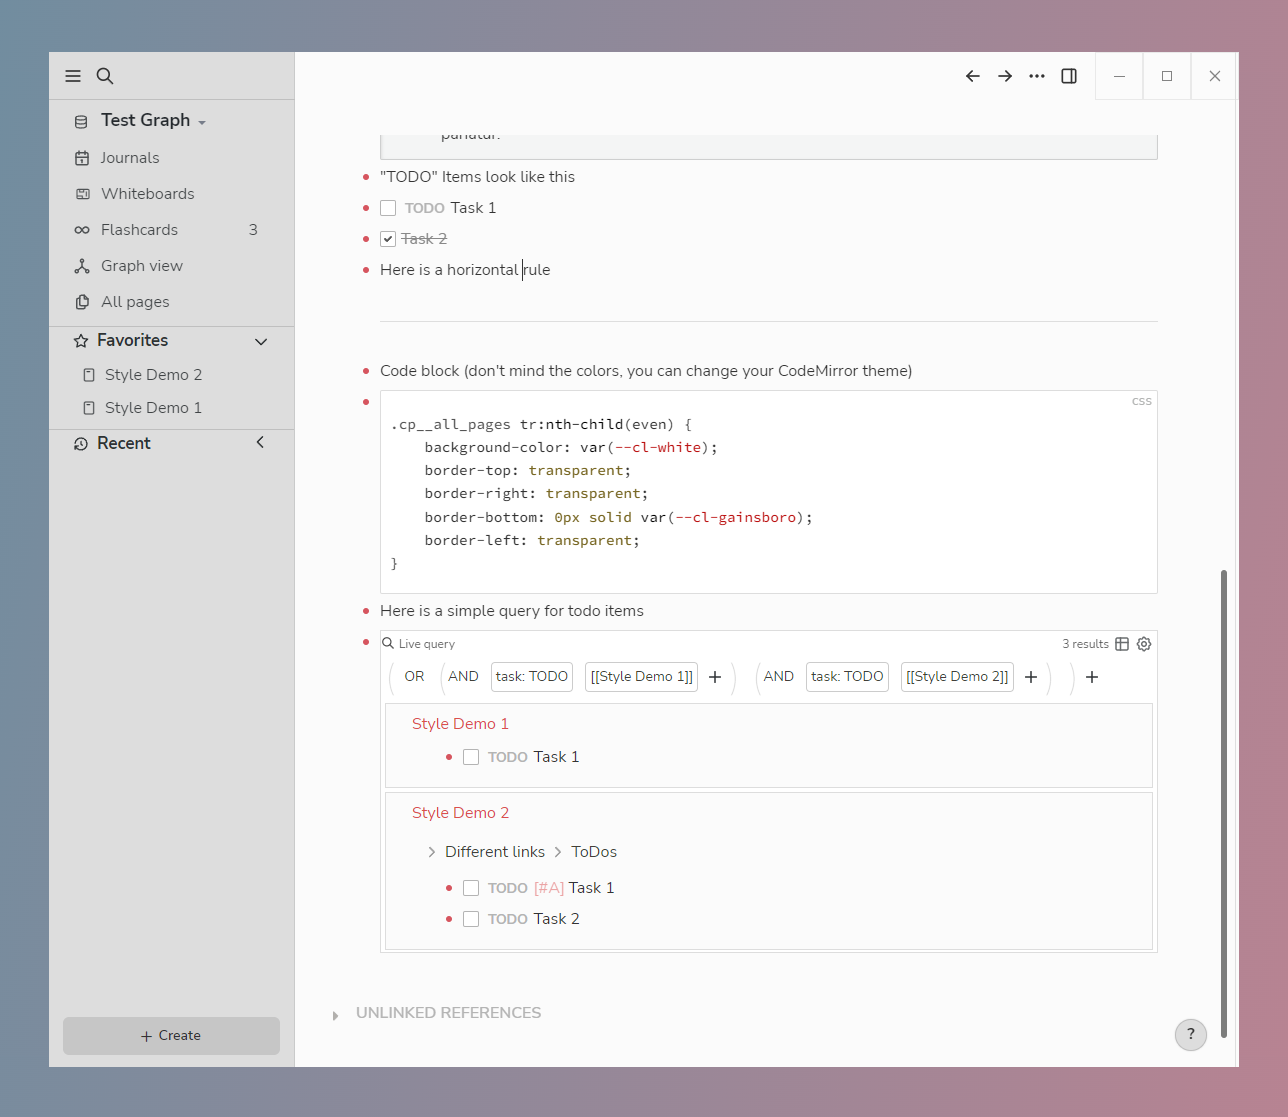 Test Graph
Journals
Whiteboards
Flashcards 3
Graph view
All pages
Favorites
Style Demo 2
Style Demo 1
Recent
+ Create
pariatur.
"TODO" Items look like this
TODO Task 1
Task 2
Here is a horizontal rule
Code block (don't mind the colors, you can change your CodeMirror theme)
css
.cp__all_pages tr:nth-child(even) {
    background-color: var(--cl-white);
    border-top: transparent;
    border-right: transparent;
    border-bottom: 0px solid var(--cl-gainsboro);
    border-left: transparent;
}
Here is a simple query for todo items
Live query 3 results
( OR ( AND task: TODO [[Style Demo 1]] + ) ( AND task: TODO [[Style Demo 2]] + ) ) +
Style Demo 1
TODO Task 1
Style Demo 2
> Different links > ToDos
TODO [#A] Task 1
TODO Task 2
UNLINKED REFERENCES
?